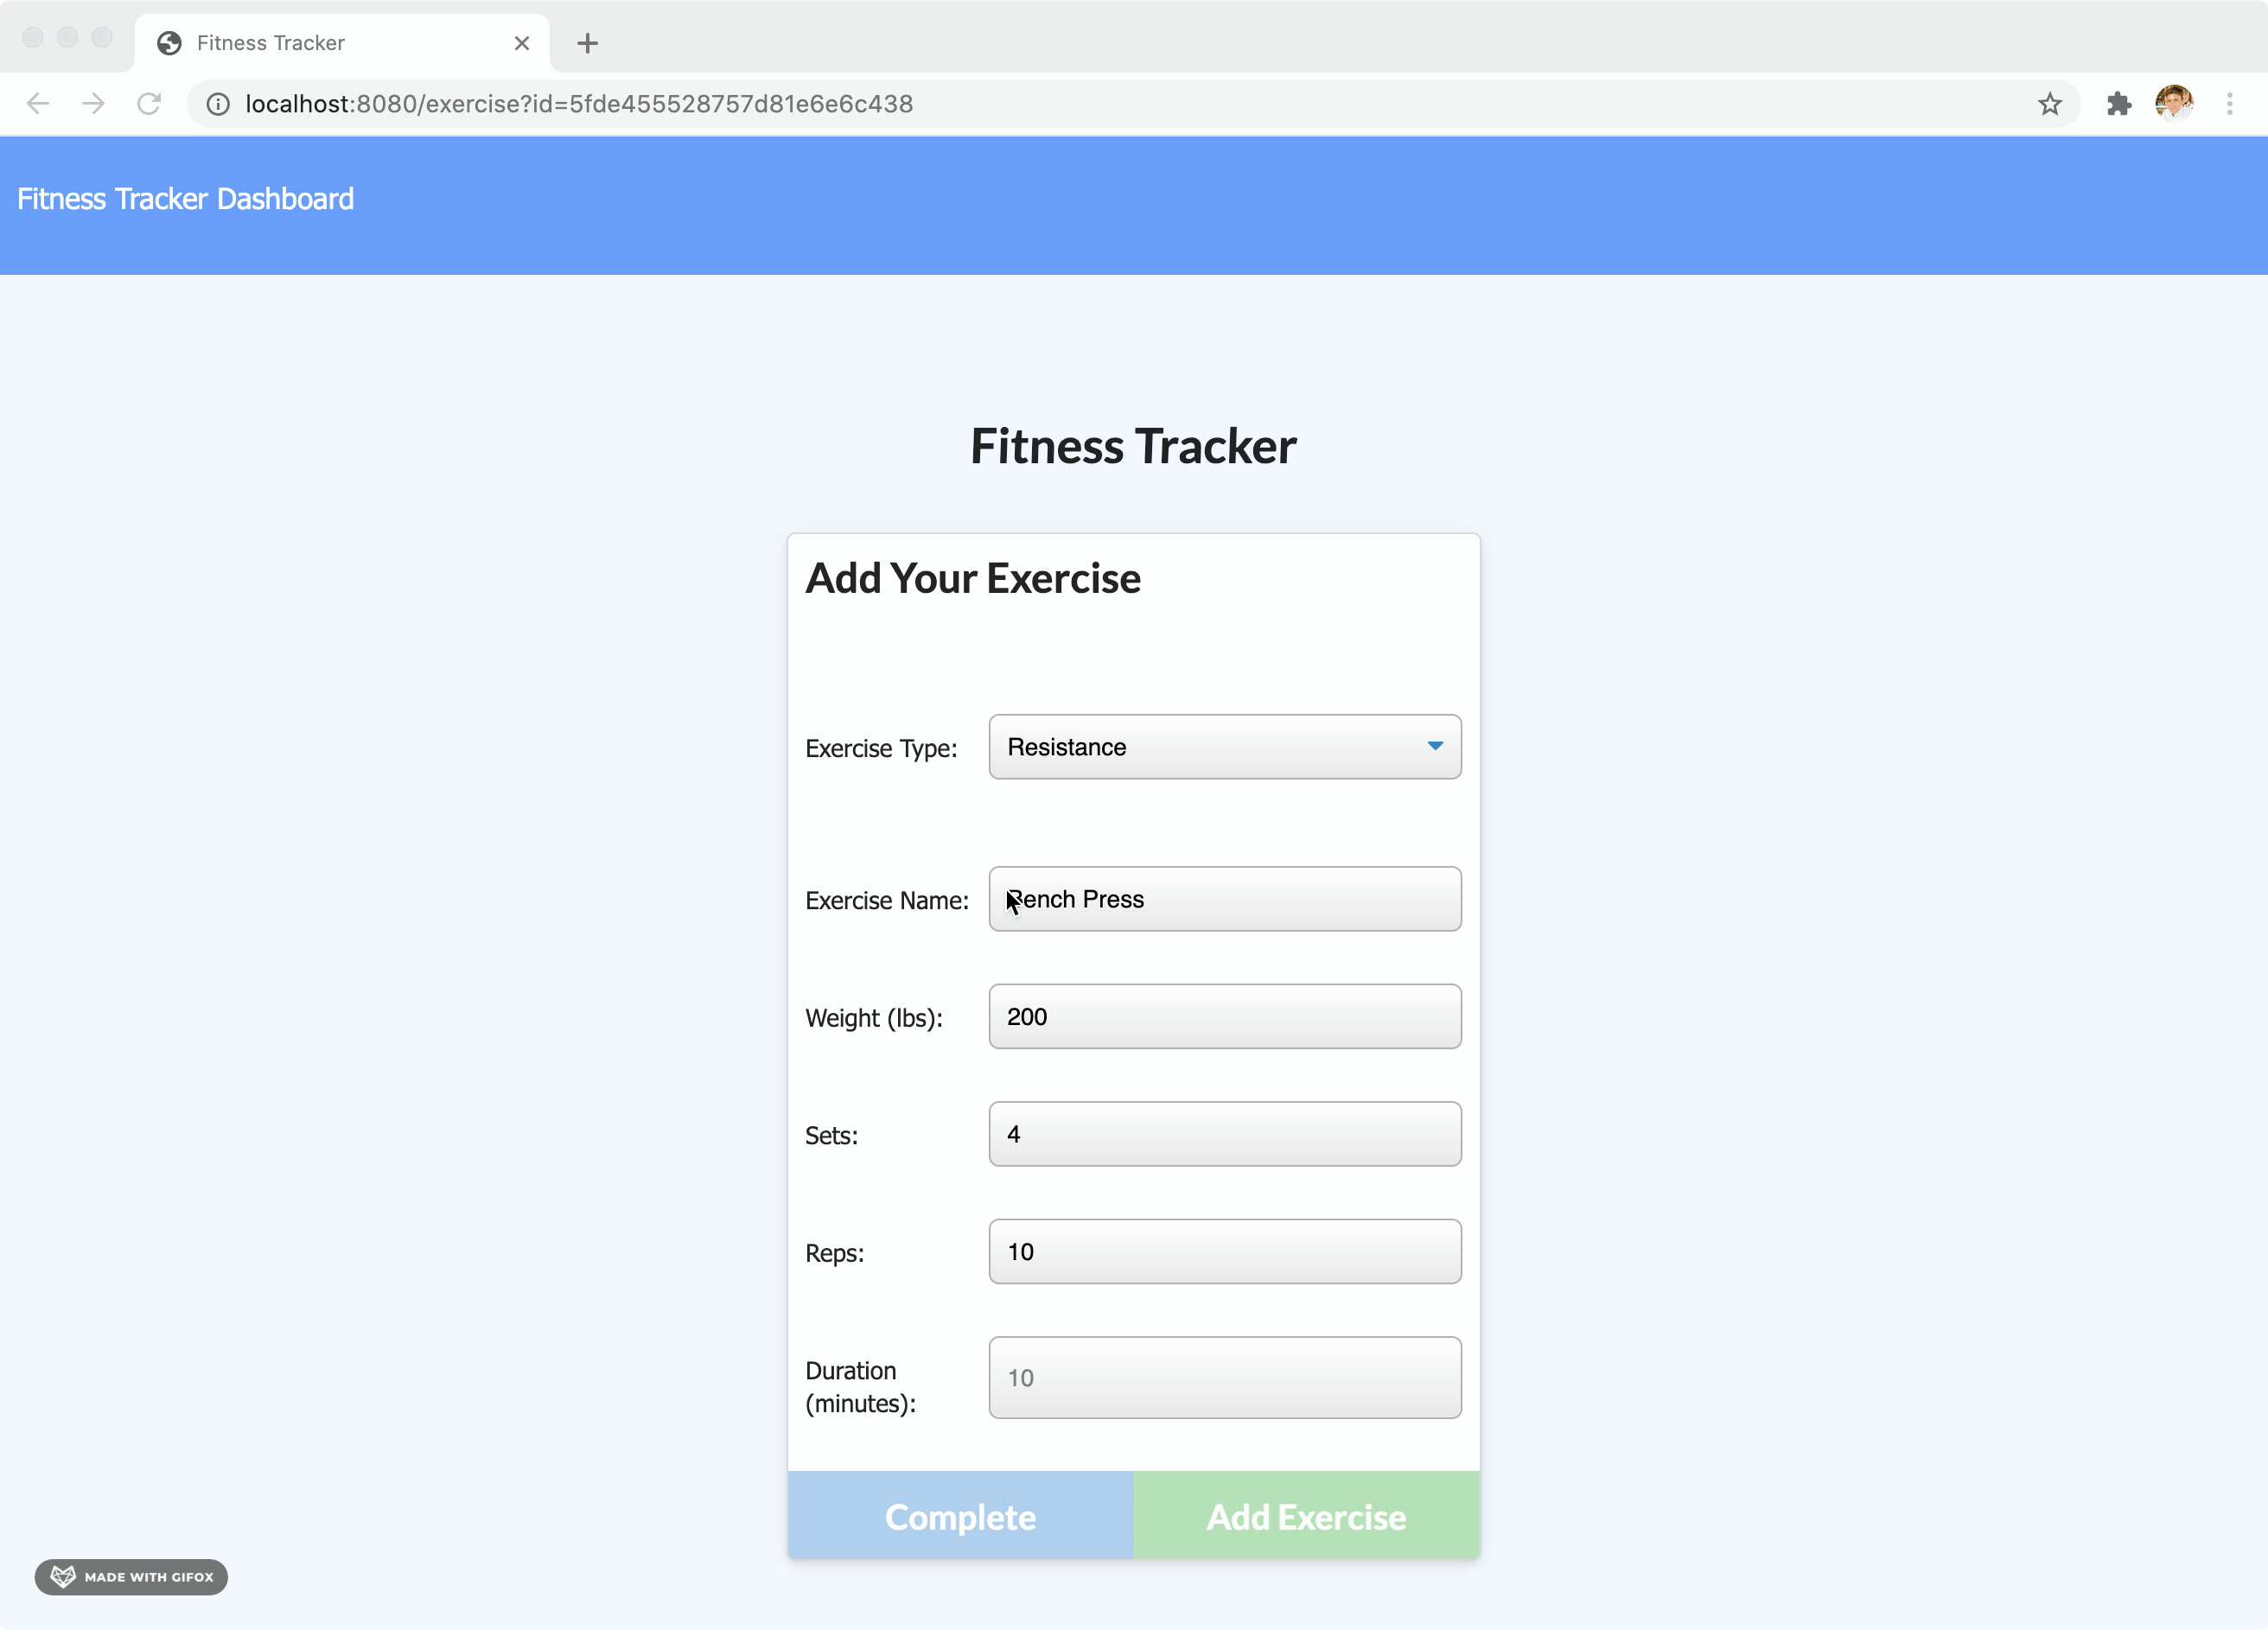 Fitness Tracker
localhost:8080/exercise?id=5fde455528757d81e6e6c438
Fitness Tracker Dashboard
Fitness Tracker
Add Your Exercise
Exercise Type: Resistance
Exercise Name: Bench Press
Weight (lbs): 200
Sets: 4
Reps: 10
Duration
(minutes): 10
Complete Add Exercise
MADE WITH GIFOX